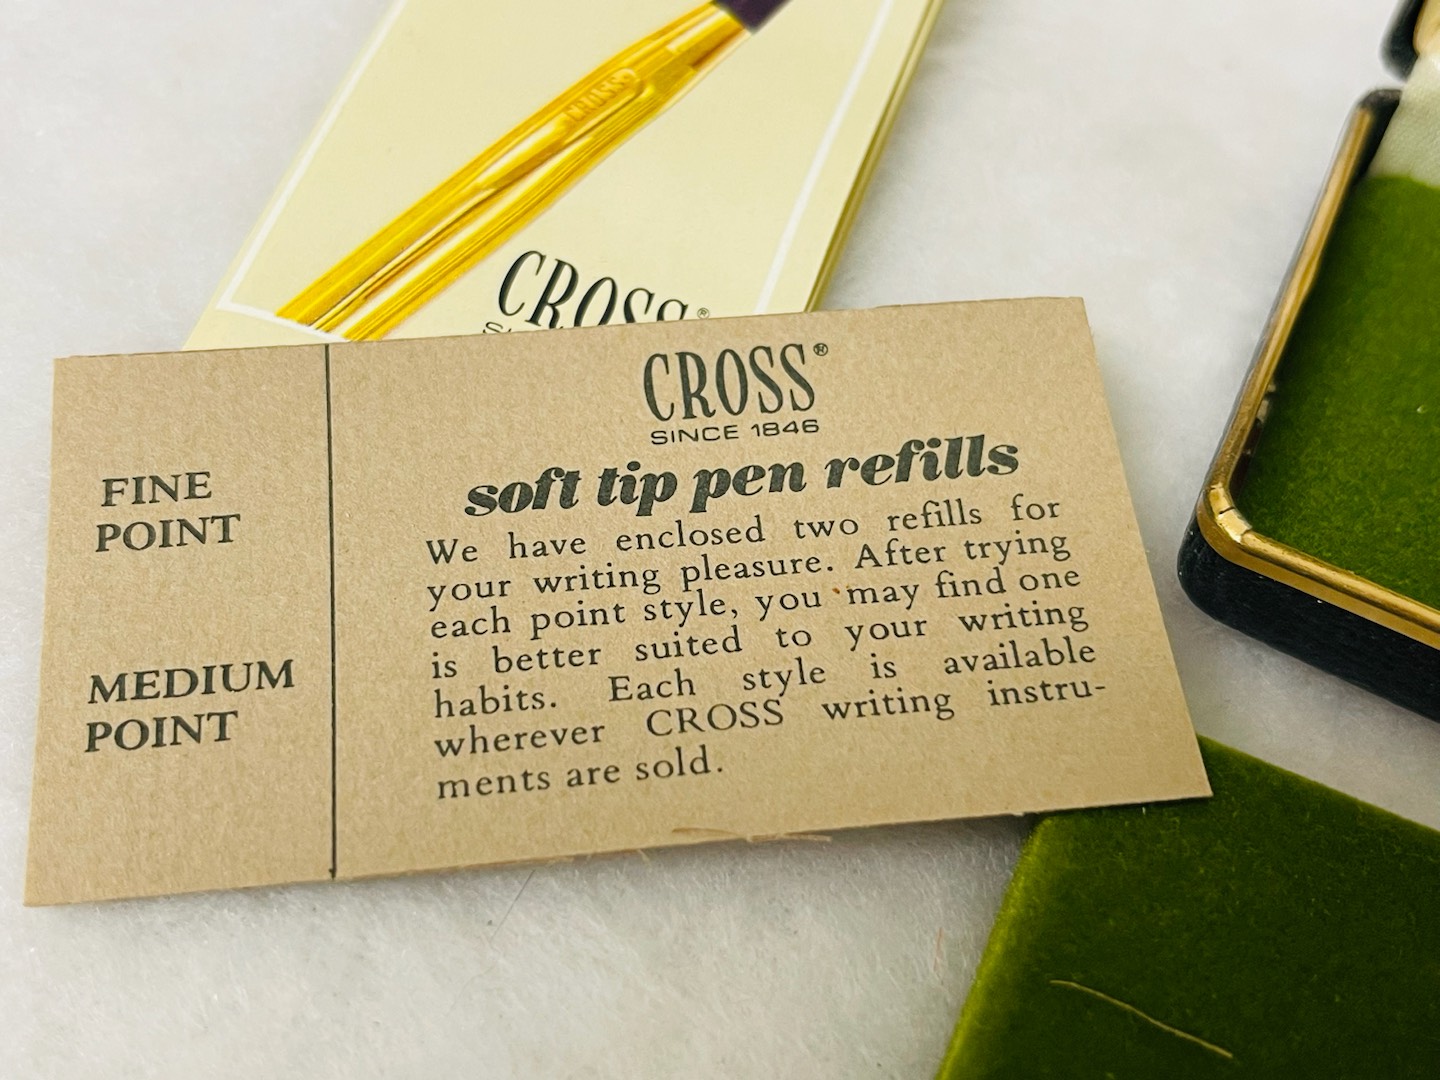 CROSS
CROSS®
CROSS®
SINCE 1846
soft tip pen refills
FINE
POINT
MEDIUM
POINT
We have enclosed two refills for
your writing pleasure. After trying
each point style, you may find one
is better suited to your writing
habits. Each style is available
wherever CROSS writing instru-
ments are sold.